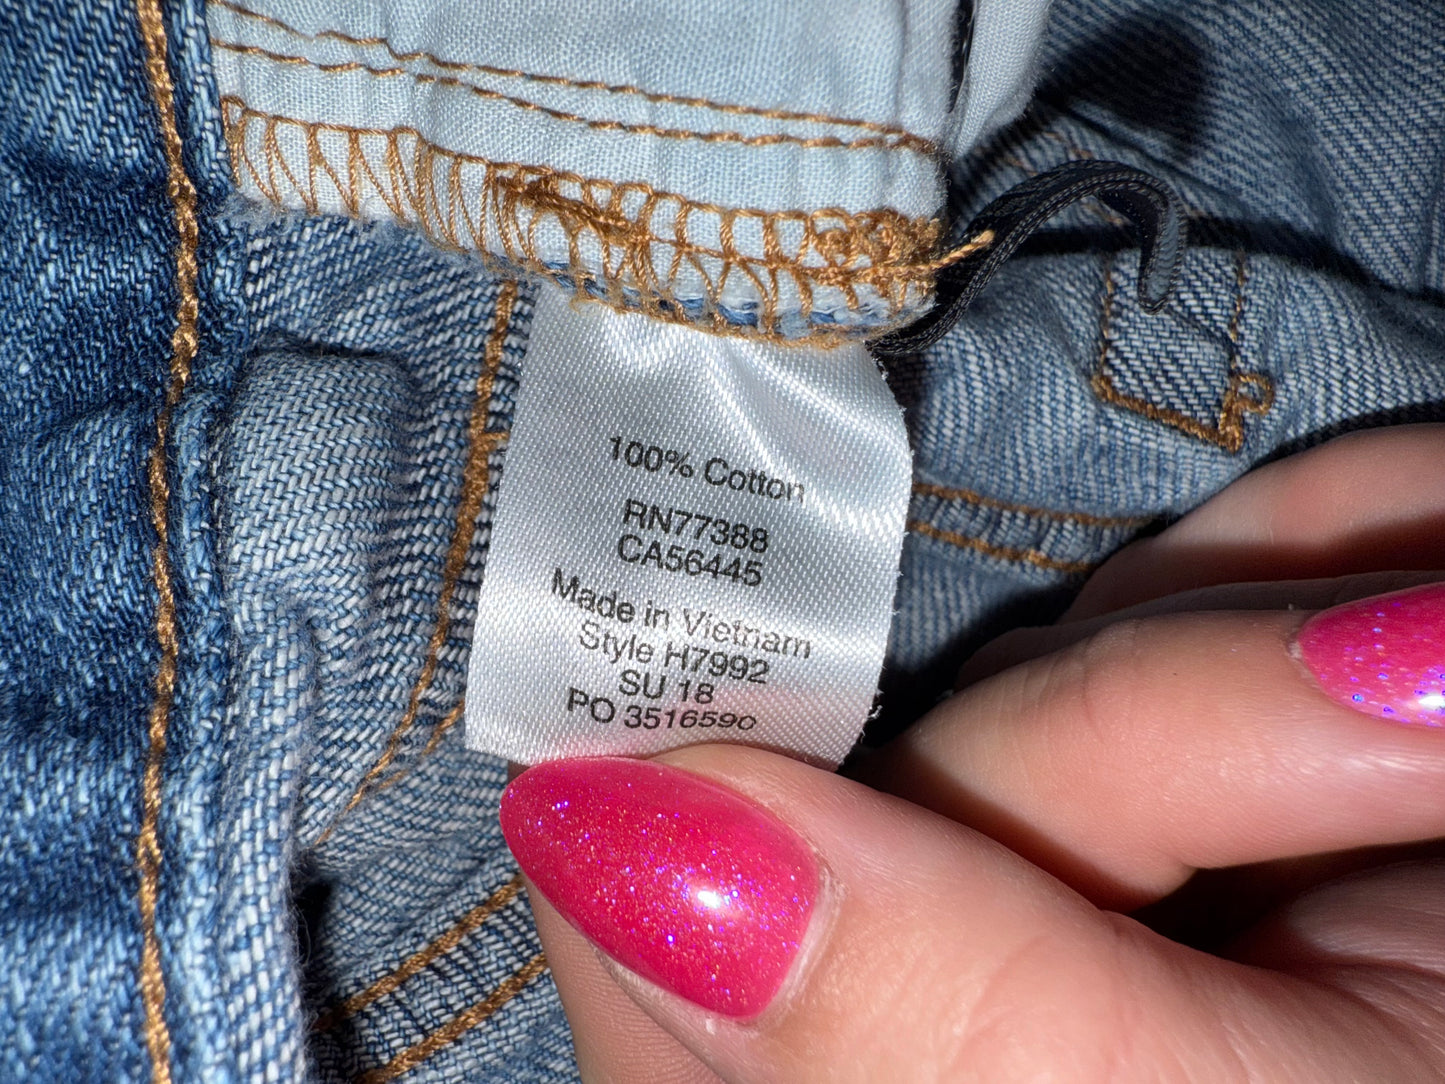 100% Cotton
RN77388
CA56445
Made in Vietnam
Style H7992
SU 18
PO 3516590